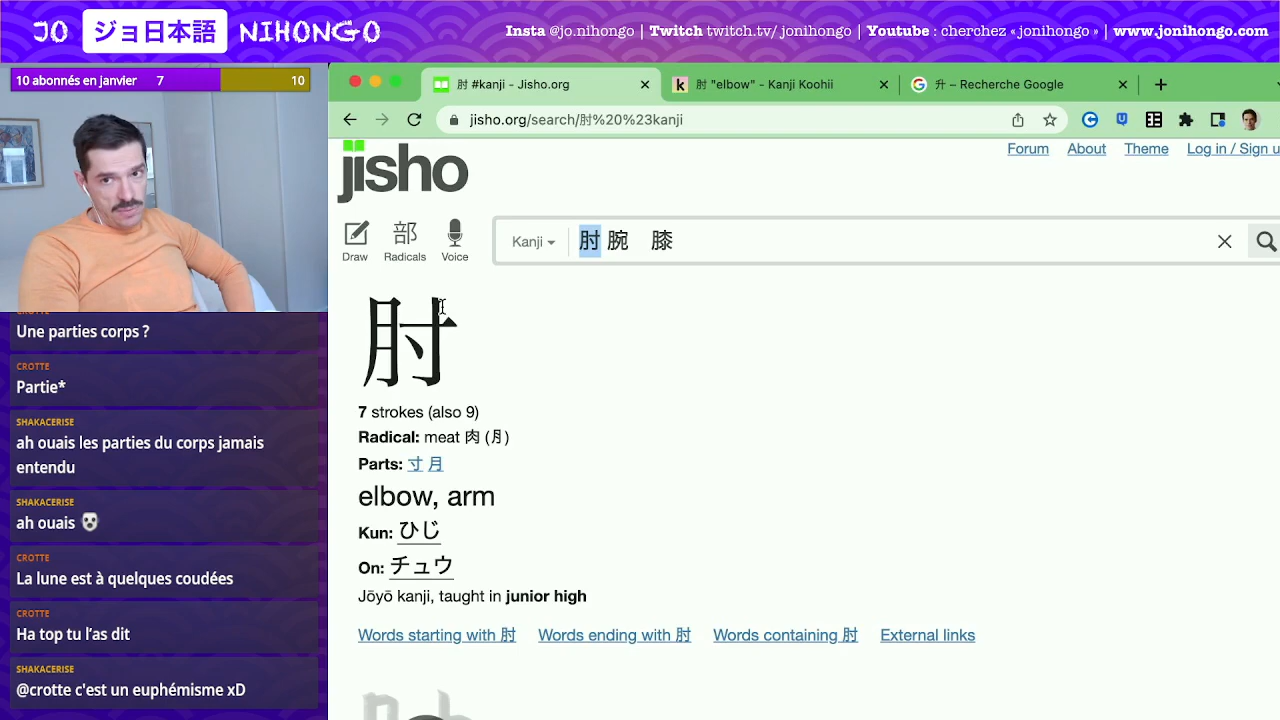 JO ジョ日本語 NIHONGO
Insta @jo.nihongo | Twitch twitch.tv/ jonihongo | Youtube : cherchez « jonihongo » | www.jonihongo.com
10 abonnés en janvier 7 10
肘 #kanji - Jisho.org
肘 "elbow" - Kanji Koohii
升 – Recherche Google
jisho.org/search/肘%20%23kanji
Forum About Theme Log in / Sign u
jisho
Draw
部 Radicals
Voice
Kanji
肘 腕 膝
肘
7 strokes (also 9)
Radical: meat 肉 (⺼)
Parts: 寸 月
elbow, arm
Kun: ひじ
On: チュウ
Jōyō kanji, taught in junior high
Words starting with 肘 Words ending with 肘 Words containing 肘 External links
Une parties corps ?
CROTTE
Partie*
SHAKACERISE
ah ouais les parties du corps jamais
entendu
SHAKACERISE
ah ouais
CROTTE
La lune est à quelques coudées
CROTTE
Ha top tu l’as dit
SHAKACERISE
@crotte c'est un euphémisme xD